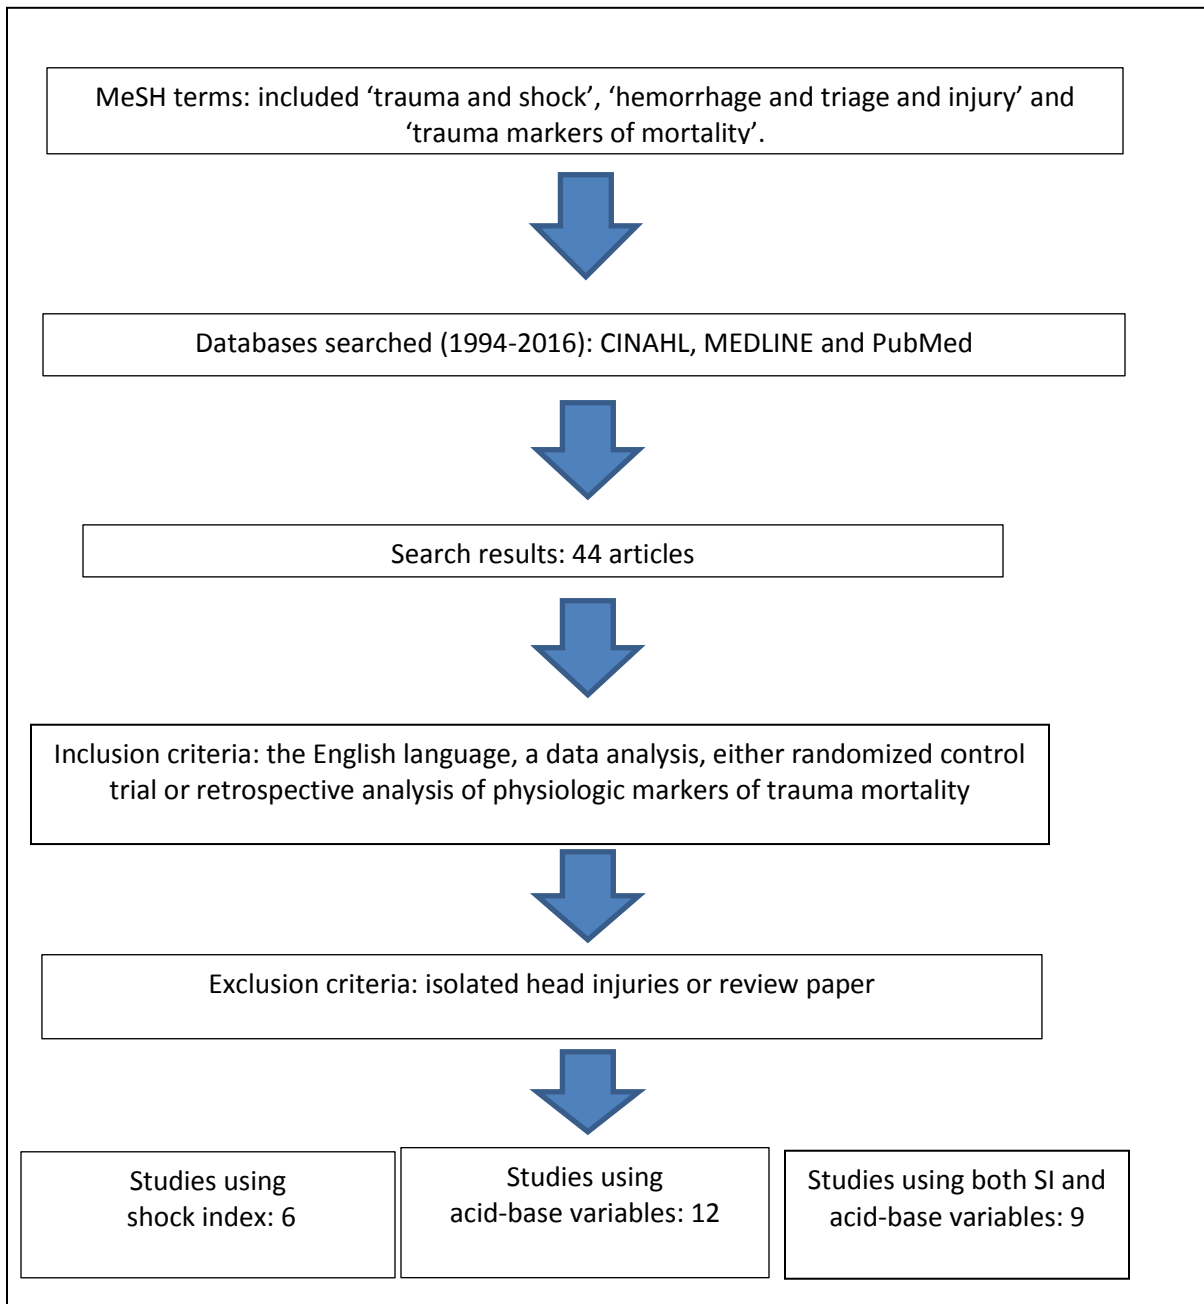 MeSH terms: included ‘trauma and shock’, ‘hemorrhage and triage and injury’ and
‘trauma markers of mortality’.
Databases searched (1994-2016): CINAHL, MEDLINE and PubMed
Search results: 44 articles
Inclusion criteria: the English language, a data analysis, either randomized control
trial or retrospective analysis of physiologic markers of trauma mortality
Exclusion criteria: isolated head injuries or review paper
Studies using
shock index: 6
Studies using
acid-base variables: 12
Studies using both SI and
acid-base variables: 9